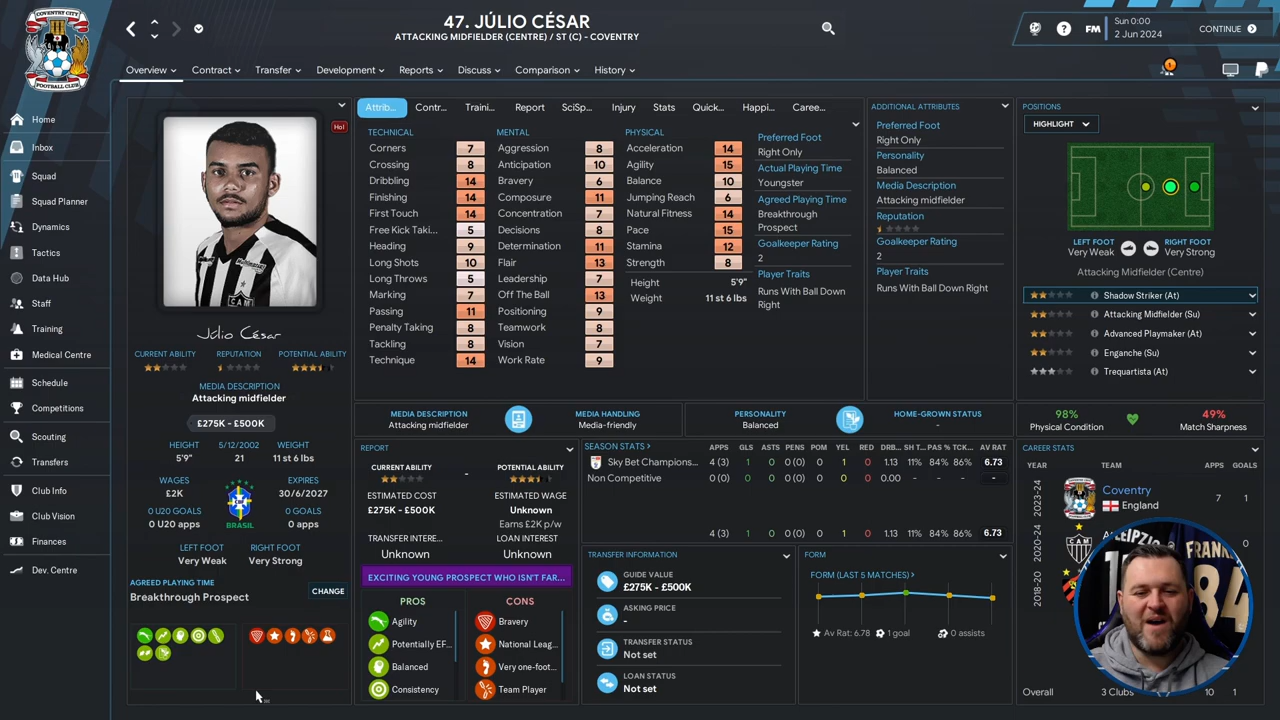 COVENTRY CITY
FOOTBALL CLUB
47. JÚLIO CÉSAR
ATTACKING MIDFIELDER (CENTRE) / ST (C) - COVENTRY
FM
Sun 0:00
2 Jun 2024
CONTINUE
1
Overview
Contract
Transfer
Development
Reports
Discuss
Comparison
History
Home
Inbox
Squad
Squad Planner
Dynamics
Tactics
Data Hub
Staff
Training
Medical Centre
Schedule
Competitions
Scouting
Transfers
Club Info
Club Vision
Finances
Dev. Centre
Hol
CAM
Júlio César
CURRENT ABILITY
REPUTATION
POTENTIAL ABILITY
MEDIA DESCRIPTION
Attacking midfielder
£275K - £500K
HEIGHT 5/12/2002 WEIGHT
5'9" 21 11 st 6 lbs
WAGES EXPIRES
£2K 30/6/2027
0 U20 GOALS 0 GOALS
0 U20 apps 0 apps
BRASIL
LEFT FOOT RIGHT FOOT
Very Weak Very Strong
AGREED PLAYING TIME
Breakthrough Prospect
CHANGE
Attrib...
Contr...
Traini...
Report
SciSp...
Injury
Stats
Quick...
Happi...
Caree...
TECHNICAL
Corners 7
Crossing 8
Dribbling 14
Finishing 14
First Touch 14
Free Kick Taki... 5
Heading 9
Long Shots 10
Long Throws 5
Marking 7
Passing 11
Penalty Taking 8
Tackling 8
Technique 14
MENTAL
Aggression 8
Anticipation 10
Bravery 6
Composure 11
Concentration 7
Decisions 8
Determination 11
Flair 13
Leadership 7
Off The Ball 13
Positioning 9
Teamwork 8
Vision 7
Work Rate 9
PHYSICAL
Acceleration 14
Agility 15
Balance 10
Jumping Reach 6
Natural Fitness 14
Pace 15
Stamina 12
Strength 8
Height 5'9"
Weight 11 st 6 lbs
Preferred Foot
Right Only
Actual Playing Time
Youngster
Agreed Playing Time
Breakthrough
Prospect
Goalkeeper Rating
2
Player Traits
Runs With Ball Down
Right
ADDITIONAL ATTRIBUTES
Preferred Foot
Right Only
Personality
Balanced
Media Description
Attacking midfielder
Reputation
Goalkeeper Rating
2
Player Traits
Runs With Ball Down Right
POSITIONS
HIGHLIGHT
LEFT FOOT RIGHT FOOT
Very Weak Very Strong
Attacking Midfielder (Centre)
Shadow Striker (At)
Attacking Midfielder (Su)
Advanced Playmaker (At)
Enganche (Su)
Trequartista (At)
MEDIA DESCRIPTION
Attacking midfielder
MEDIA HANDLING
Media-friendly
PERSONALITY
Balanced
HOME-GROWN STATUS
-
98%
Physical Condition
49%
Match Sharpness
REPORT
CURRENT ABILITY
-
POTENTIAL ABILITY
ESTIMATED COST
£275K - £500K
ESTIMATED WAGE
Unknown
Earns £2K p/w
TRANSFER INTERE...
Unknown
LOAN INTEREST
Unknown
EXCITING YOUNG PROSPECT WHO ISN'T FAR...
PROS
Agility
Potentially EF...
Balanced
Consistency
CONS
Bravery
National Leag...
Very one-foot...
Team Player
SEASON STATS >
APPS GLS ASTS PENS POM YEL RED DRB... SH T... PAS % TCK... AV RAT
Sky Bet Champions... 4 (3) 1 0 0 (0) 0 1 0 1.13 11% 84% 86% 6.73
Non Competitive 0 (0) 0 0 0 (0) 0 0 0 0.00 - - - -
4 (3) 1 0 0 (0) 0 1 0 1.13 11% 84% 86% 6.73
TRANSFER INFORMATION
GUIDE VALUE
£275K - £500K
ASKING PRICE
-
TRANSFER STATUS
Not set
LOAN STATUS
Not set
FORM
FORM (LAST 5 MATCHES) >
Av Rat: 6.78
1 goal
0 assists
CAREER STATS
YEAR TEAM APPS GOALS
2023-24 Coventry 7 1
England
2020-24
0
2018-20
FRANK
84
Overall 3 Clubs 10 1